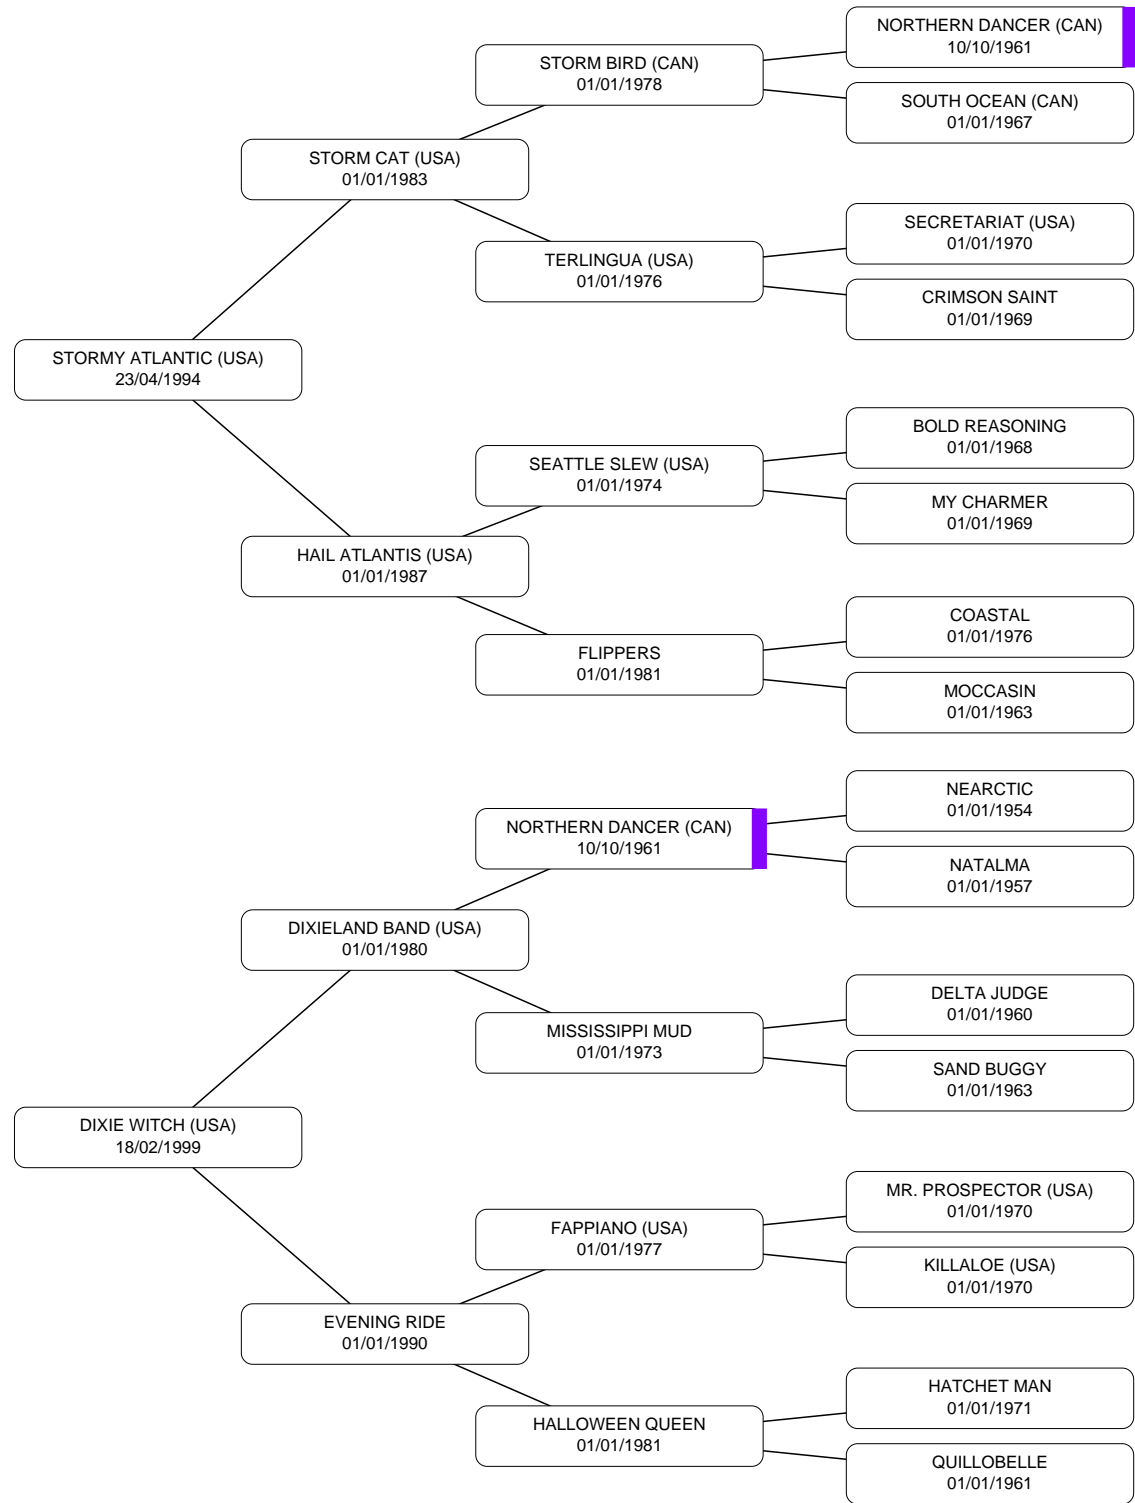 NORTHERN DANCER (CAN)
10/10/1961
STORM BIRD (CAN)
01/01/1978
SOUTH OCEAN (CAN)
01/01/1967
STORM CAT (USA)
01/01/1983
SECRETARIAT (USA)
01/01/1970
TERLINGUA (USA)
01/01/1976
CRIMSON SAINT
01/01/1969
STORMY ATLANTIC (USA)
23/04/1994
BOLD REASONING
01/01/1968
SEATTLE SLEW (USA)
01/01/1974
MY CHARMER
01/01/1969
HAIL ATLANTIS (USA)
01/01/1987
COASTAL
01/01/1976
FLIPPERS
01/01/1981
MOCCASIN
01/01/1963
NEARCTIC
01/01/1954
NORTHERN DANCER (CAN)
10/10/1961
NATALMA
01/01/1957
DIXIELAND BAND (USA)
01/01/1980
DELTA JUDGE
01/01/1960
MISSISSIPPI MUD
01/01/1973
SAND BUGGY
01/01/1963
DIXIE WITCH (USA)
18/02/1999
MR. PROSPECTOR (USA)
01/01/1970
FAPPIANO (USA)
01/01/1977
KILLALOE (USA)
01/01/1970
EVENING RIDE
01/01/1990
HATCHET MAN
01/01/1971
HALLOWEEN QUEEN
01/01/1981
QUILLOBELLE
01/01/1961